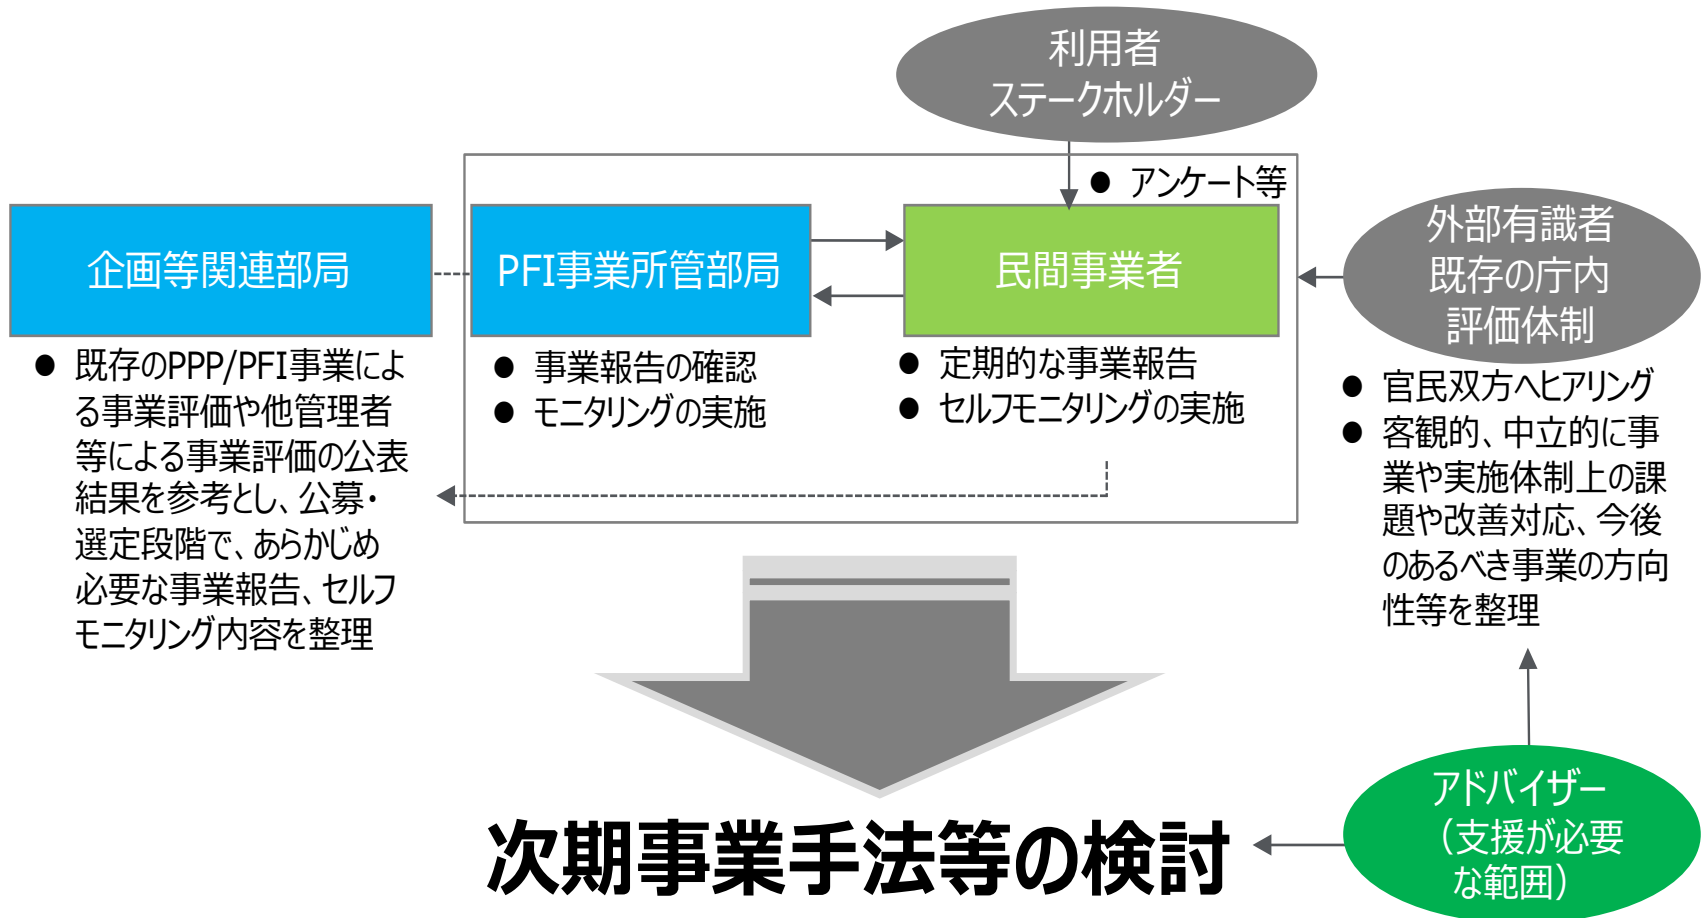 利用者
ステークホルダー
● アンケート等
企画等関連部局
PFI事業所管部局
民間事業者
外部有識者
既存の庁内
評価体制
● 既存のPPP/PFI事業によ
る事業評価や他管理者
等による事業評価の公表
結果を参考とし、公募・
選定段階で、あらかじめ
必要な事業報告、セルフ
モニタリング内容を整理
● 事業報告の確認
● モニタリングの実施
● 定期的な事業報告
● セルフモニタリングの実施
● 官民双方へヒアリング
● 客観的、中立的に事
業や実施体制上の課
題や改善対応、今後
のあるべき事業の方向
性等を整理
次期事業手法等の検討
アドバイザー
（支援が必要
な範囲）